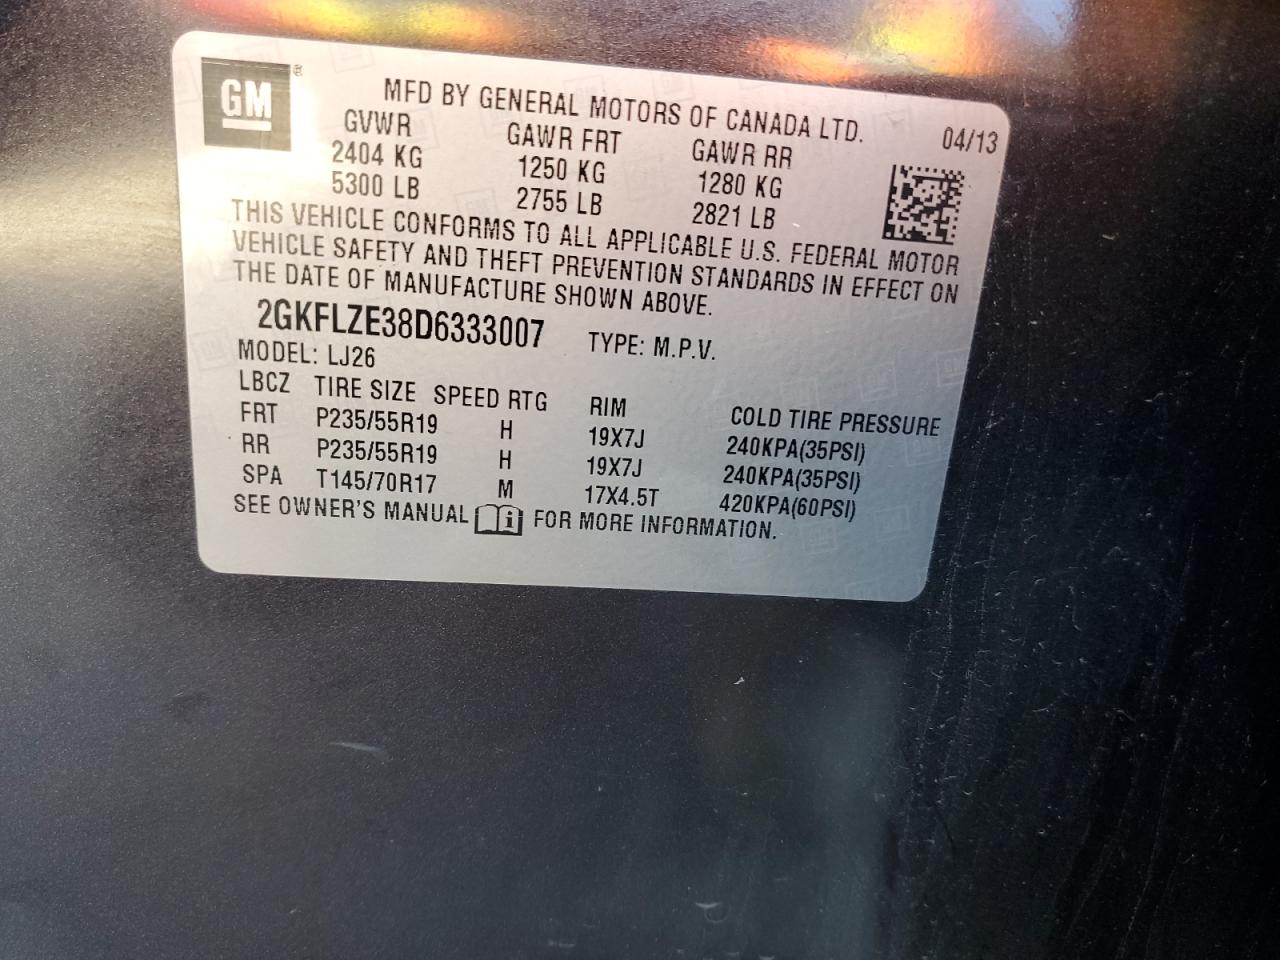 GM ®
MFD BY GENERAL MOTORS OF CANADA LTD. 04/13
GVWR GAWR FRT GAWR RR
2404 KG 1250 KG 1280 KG
5300 LB 2755 LB 2821 LB
THIS VEHICLE CONFORMS TO ALL APPLICABLE U.S. FEDERAL MOTOR
VEHICLE SAFETY AND THEFT PREVENTION STANDARDS IN EFFECT ON
THE DATE OF MANUFACTURE SHOWN ABOVE.
2GKFLZE38D6333007 TYPE: M.P.V.
MODEL: LJ26
LBCZ TIRE SIZE SPEED RTG RIM COLD TIRE PRESSURE
FRT P235/55R19 H 19X7J 240KPA(35PSI)
RR P235/55R19 H 19X7J 240KPA(35PSI)
SPA T145/70R17 M 17X4.5T 420KPA(60PSI)
SEE OWNER'S MANUAL i FOR MORE INFORMATION.